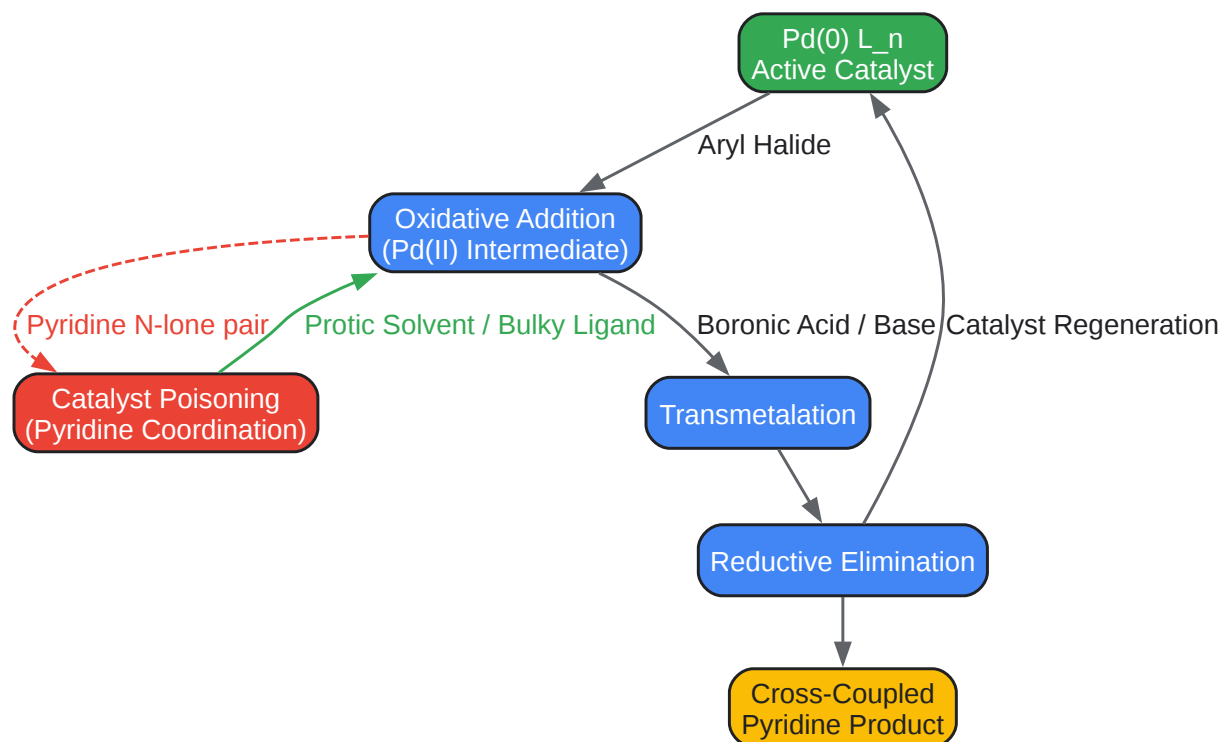 Pd(0) L_n
Active Catalyst
Aryl Halide
Oxidative Addition
(Pd(II) Intermediate)
Pyridine N-lone pair
Protic Solvent / Bulky Ligand
Boronic Acid / Base
Catalyst Regeneration
Catalyst Poisoning
(Pyridine Coordination)
Transmetalation
Reductive Elimination
Cross-Coupled
Pyridine Product